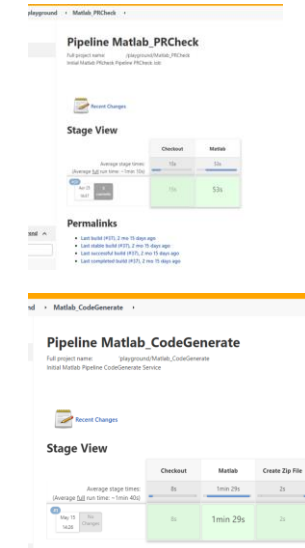 playground › Matlab_PRCheck ›
Pipeline Matlab_PRCheck
Full project name: /playground/Matlab_PRCheck
Initial Matlab PRcheck Pipeline PRCheck Job
Recent Changes
Stage View
Checkout Matlab
Average stage times:
(Average full run time: ~1min 10s)
53s
Apr 25
53s
Permalinks
Last build (#37), 2 mo 15 days ago
Last stable build (#37), 2 mo 15 days ago
Last successful build (#37), 2 mo 15 days ago
Last completed build (#37), 2 mo 15 days ago
› Matlab_CodeGenerate ›
Pipeline Matlab_CodeGenerate
Full project name: 'playground/Matlab_CodeGenerate
Initial Matlab Pipeline CodeGenerate Service
Recent Changes
Stage View
Checkout Matlab Create Zip File
Average stage times: 8s 1min 29s 2s
(Average full run time: ~1min 40s)
May 15 No Changes
8s 1min 29s 2s